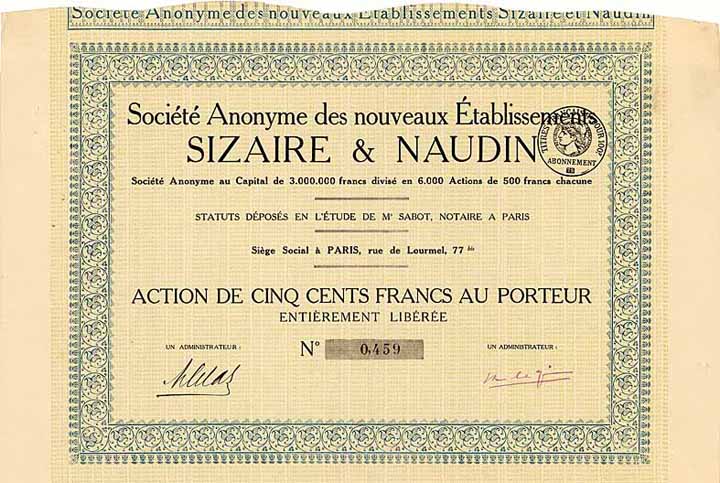 Société Anonyme des nouveaux Établissements Sizaire et Naudin
Société Anonyme des nouveaux Établissements
SIZAIRE & NAUDIN
ABONNEMENT
Société Anonyme au Capital de 3.000.000 francs divisé en 6.000 Actions de 500 francs chacune
STATUTS DÉPOSÉS EN L'ÉTUDE DE Mᵉ SABOT, NOTAIRE A PARIS
Siège Social à PARIS, rue de Lourmel, 77 bis
ACTION DE CINQ CENTS FRANCS AU PORTEUR
ENTIÈREMENT LIBÉRÉE
UN ADMINISTRATEUR :
Nº 0,459
UN ADMINISTRATEUR :